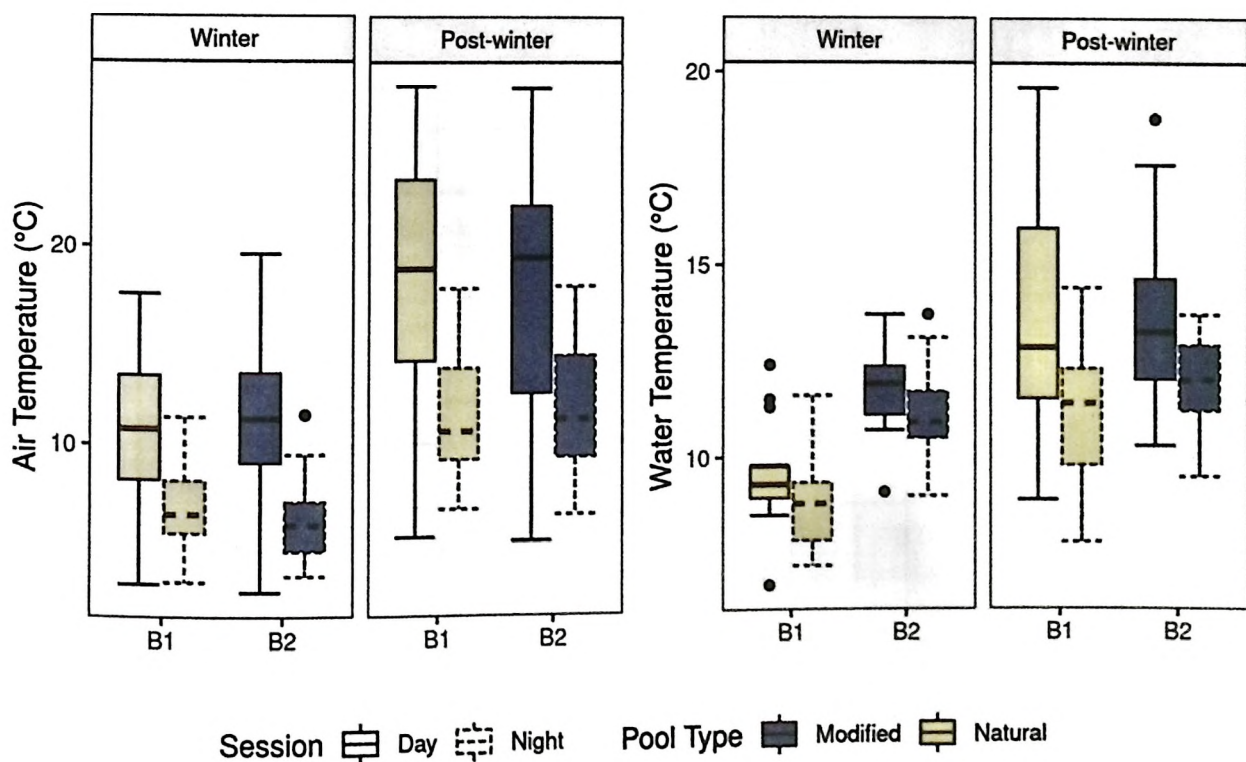 Winter
Post-winter
Air Temperature (°C)
20
10
B1
B2
B1
B2
Winter
Post-winter
Water Temperature (°C)
20
15
10
B1
B2
B1
B2
Session Day Night Pool Type Modified Natural